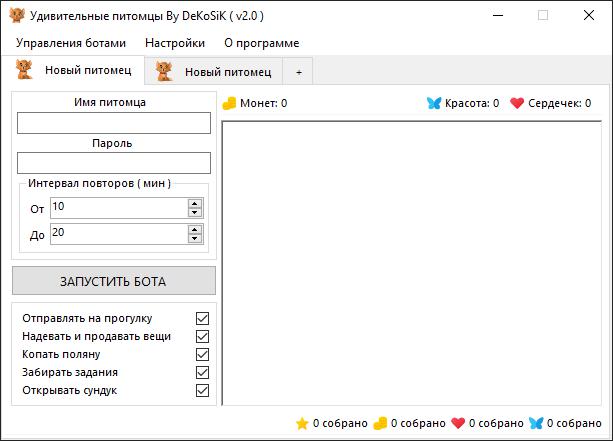 Удивительные питомцы By DeKoSiK ( v2.0 )
Управления ботами Настройки О программе
Новый питомец Новый питомец +
Имя питомца
Монет: 0 Красота: 0 Сердечек: 0
Пароль
Интервал повторов ( мин )
От 10
До 20
ЗАПУСТИТЬ БОТА
Отправлять на прогулку
Надевать и продавать вещи
Копать поляну
Забирать задания
Открывать сундук
0 собрано 0 собрано 0 собрано 0 собрано